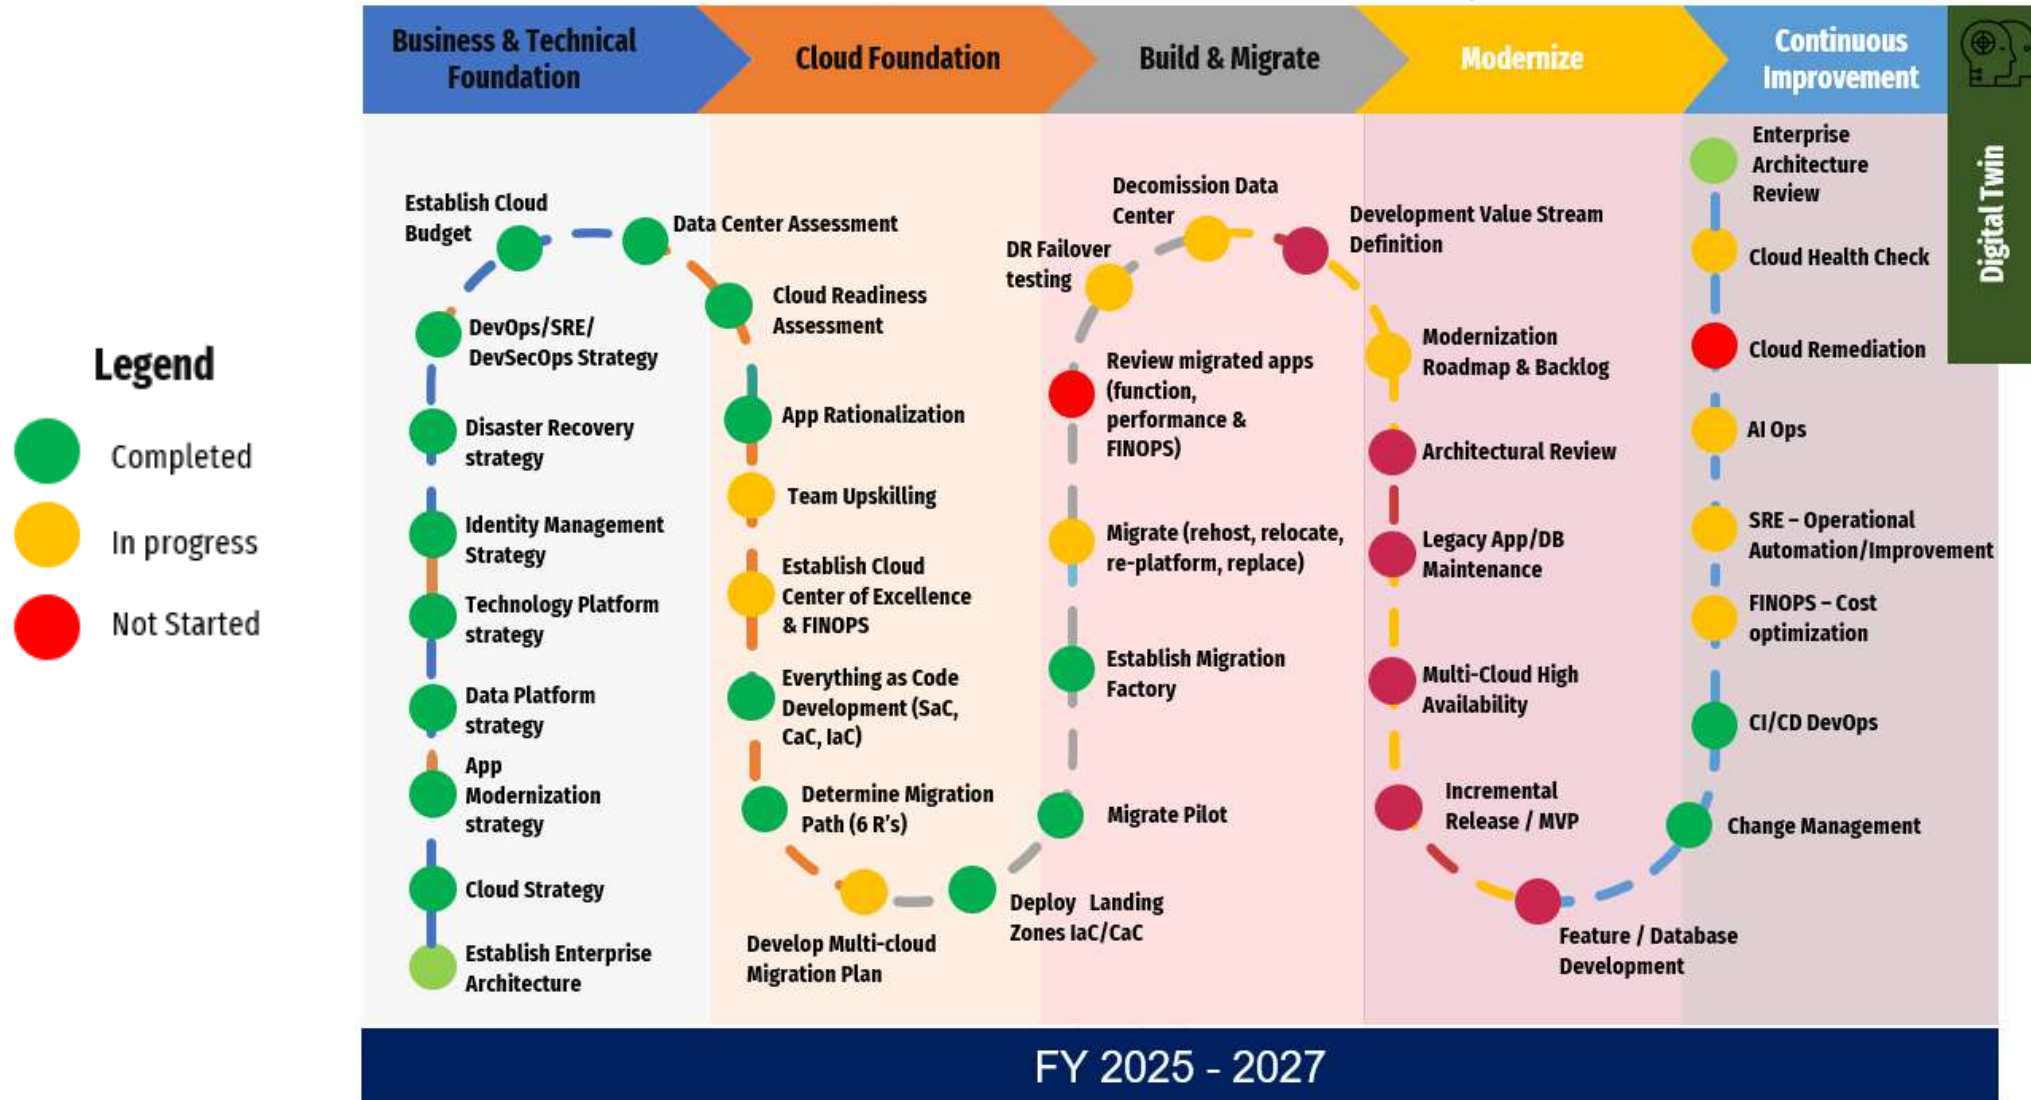 Business & Technical
Foundation
Cloud Foundation
Build & Migrate
Modernize
Continuous
Improvement
Digital Twin
Legend
Completed
In progress
Not Started
Establish Cloud
Budget
DevOps/SRE/
DevSecOps Strategy
Disaster Recovery
strategy
Identity Management
Strategy
Technology Platform
strategy
Data Platform
strategy
App
Modernization
strategy
Cloud Strategy
Establish Enterprise
Architecture
Data Center Assessment
Cloud Readiness
Assessment
App Rationalization
Team Upskilling
Establish Cloud
Center of Excellence
& FINOPS
Everything as Code
Development (SaC,
CaC, IaC)
Determine Migration
Path (6 R's)
Develop Multi-cloud
Migration Plan
Decomission Data
Center
DR Failover
testing
Review migrated apps
(function,
performance &
FINOPS)
Migrate (rehost, relocate,
re-platform, replace)
Establish Migration
Factory
Migrate Pilot
Deploy Landing
Zones IaC/CaC
Development Value Stream
Definition
Modernization
Roadmap & Backlog
Architectural Review
Legacy App/DB
Maintenance
Multi-Cloud High
Availability
Incremental
Release / MVP
Feature / Database
Development
Enterprise
Architecture
Review
Cloud Health Check
Cloud Remediation
AI Ops
SRE – Operational
Automation/Improvement
FINOPS – Cost
optimization
CI/CD DevOps
Change Management
FY 2025 - 2027